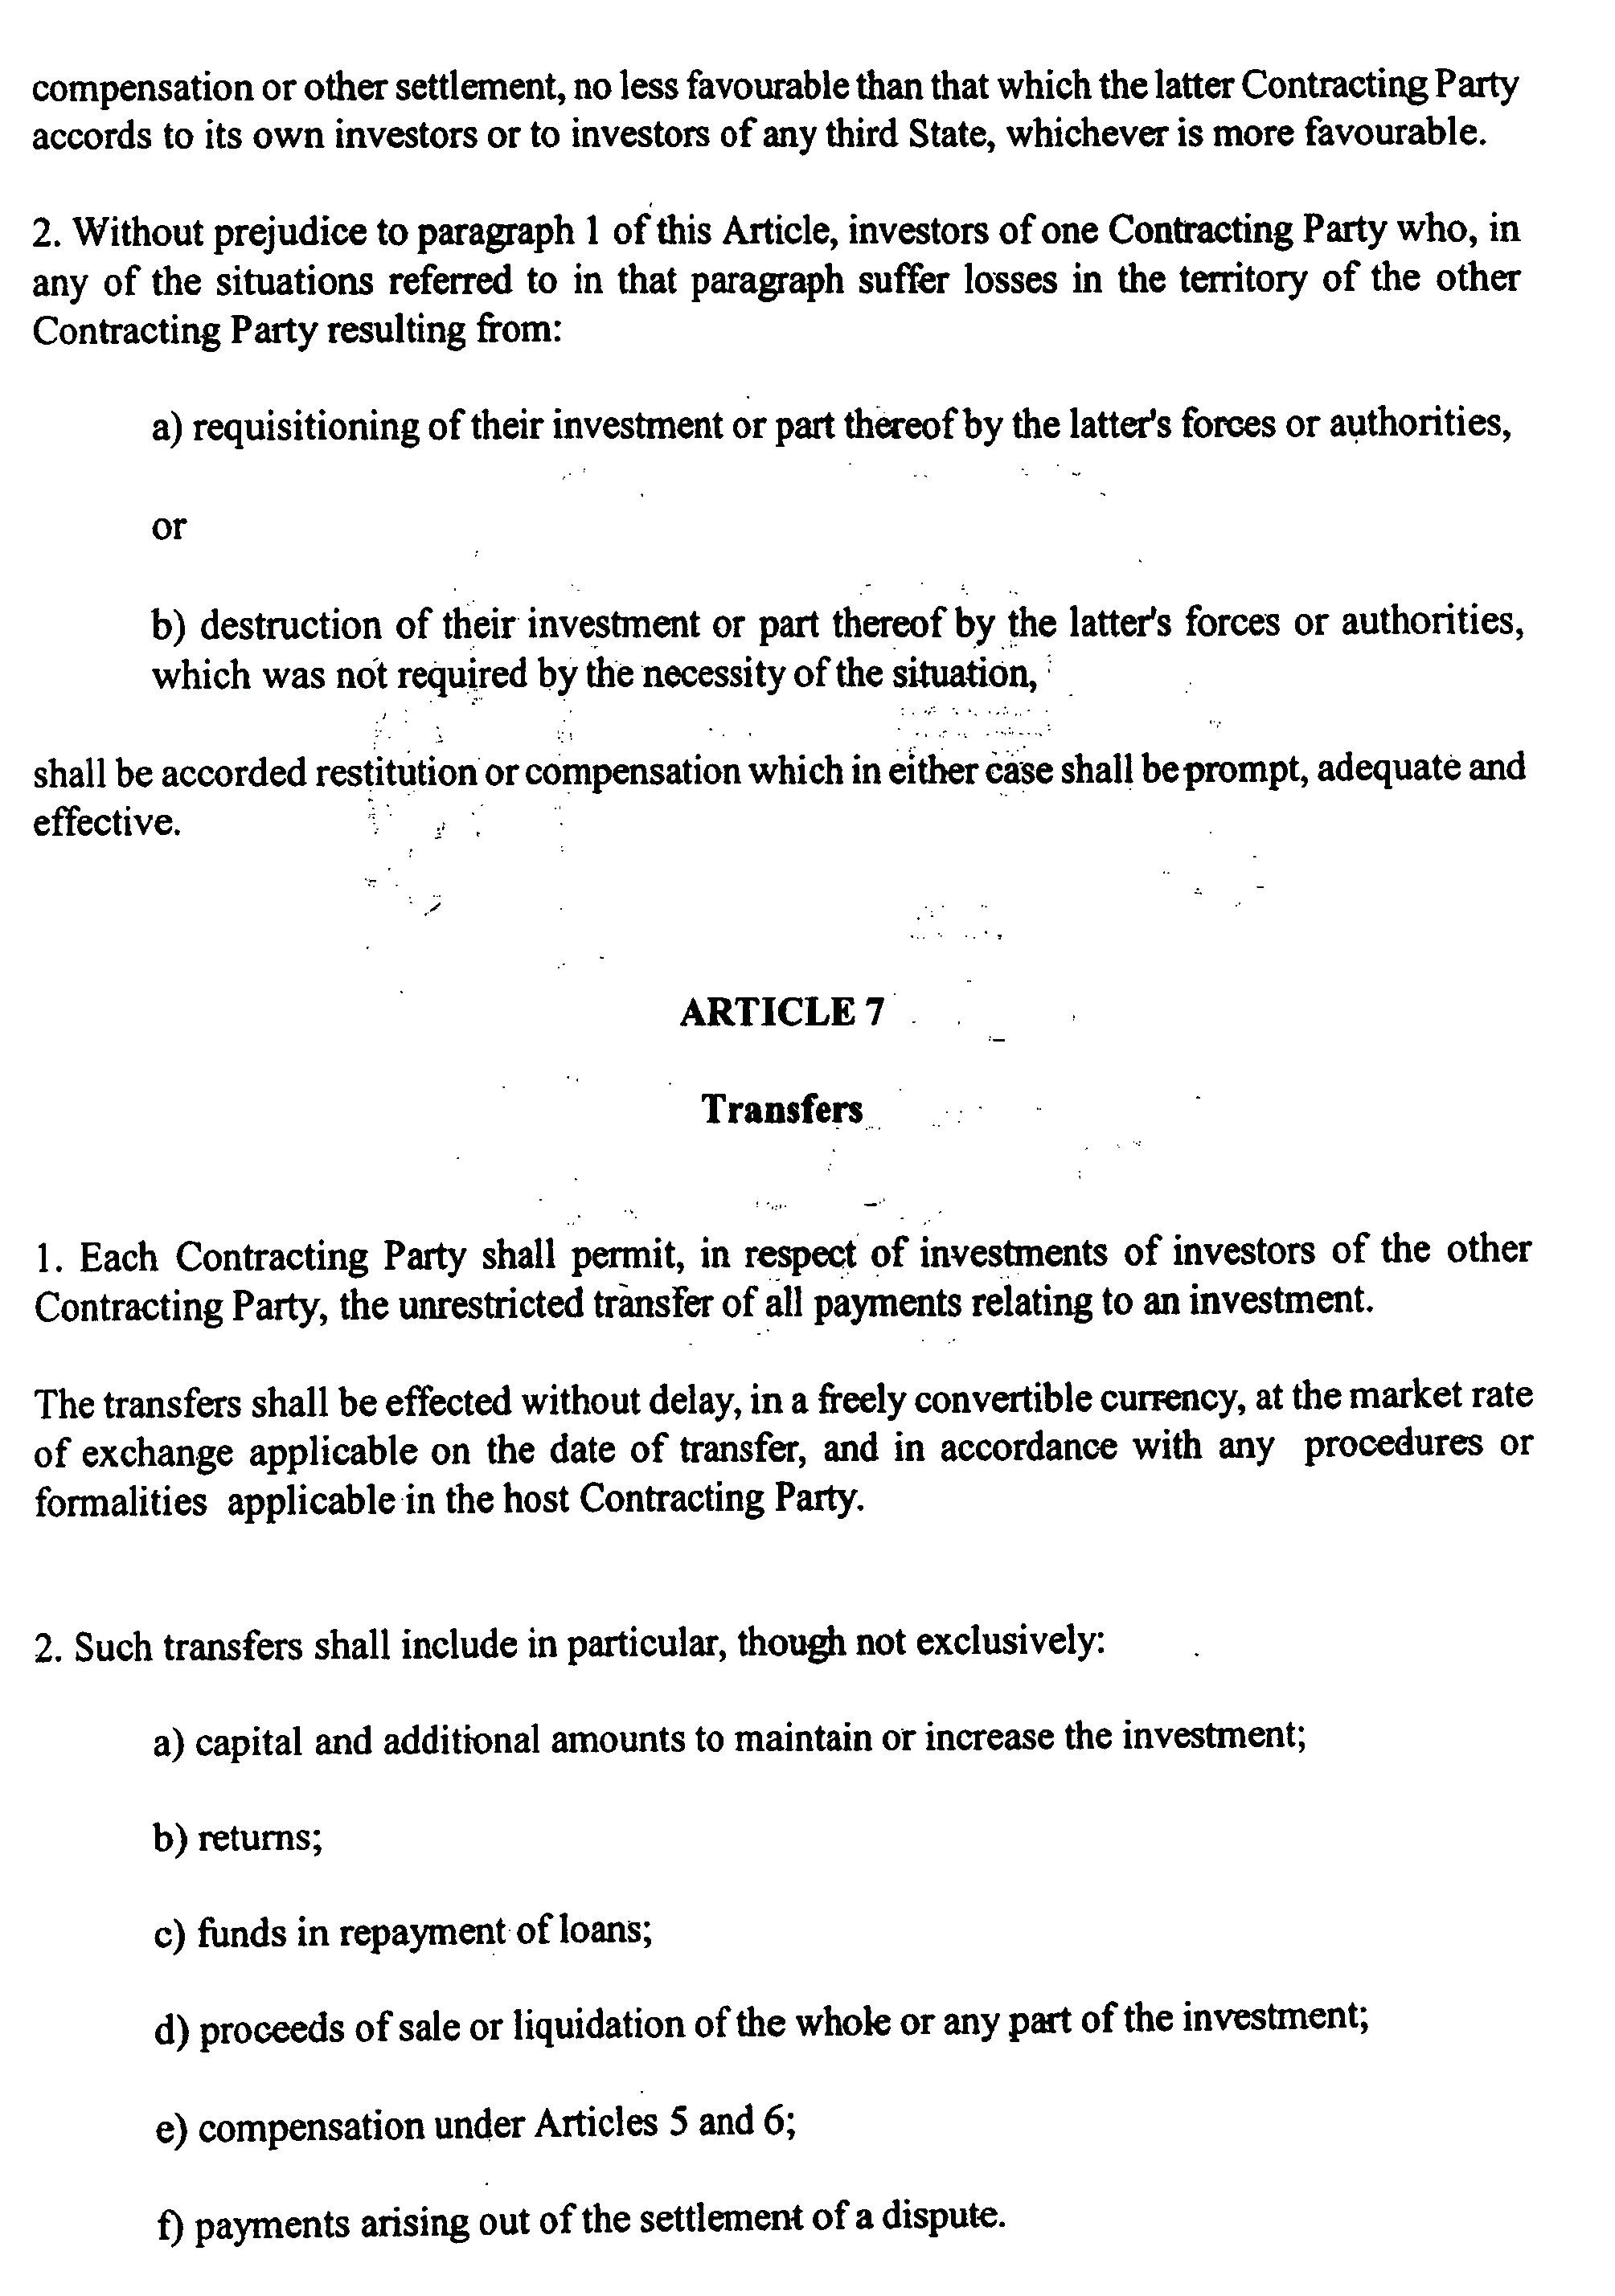 compensation or other settlement, no less favourable than that which the latter Contracting Party
accords to its own investors or to investors of any third State, whichever is more favourable.
2. Without prejudice to paragraph 1 of this Article, investors of one Contracting Party who, in
any of the situations referred to in that paragraph suffer losses in the territory of the other
Contracting Party resulting from:
a) requisitioning of their investment or part thereof by the latter's forces or authorities,
or
b) destruction of their investment or part thereof by the latter's forces or authorities,
which was not required by the necessity of the situation,
shall be accorded restitution or compensation which in either case shall be prompt, adequate and
effective.
ARTICLE 7
Transfers
1. Each Contracting Party shall permit, in respect of investments of investors of the other
Contracting Party, the unrestricted transfer of all payments relating to an investment.
The transfers shall be effected without delay, in a freely convertible currency, at the market rate
of exchange applicable on the date of transfer, and in accordance with any procedures or
formalities applicable in the host Contracting Party.
2. Such transfers shall include in particular, though not exclusively:
a) capital and additional amounts to maintain or increase the investment;
b) returns;
c) funds in repayment of loans;
d) proceeds of sale or liquidation of the whole or any part of the investment;
e) compensation under Articles 5 and 6;
f) payments arising out of the settlement of a dispute.